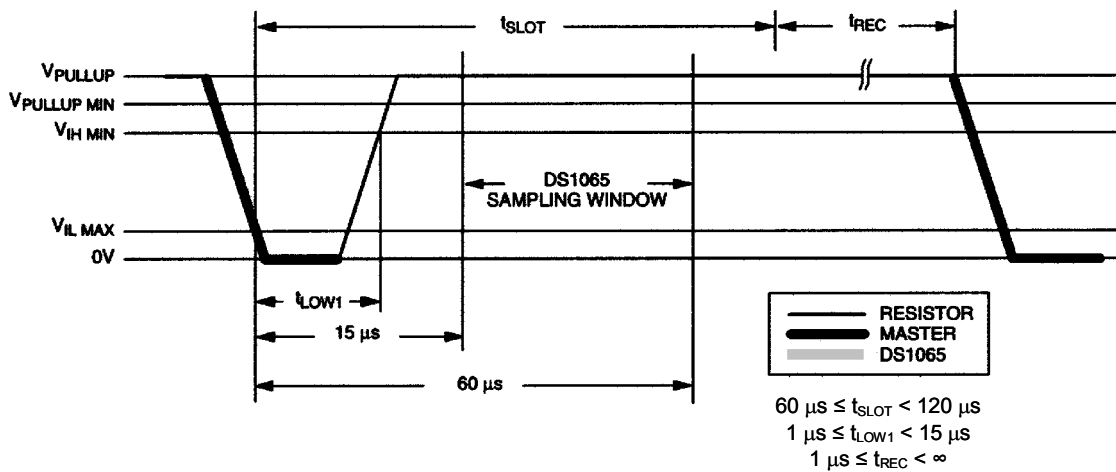 tSLOT
tREC
VPULLUP
VPULLUP MIN
VIH MIN
DS1065
SAMPLING WINDOW
VIL MAX
0V
tLOW1
RESISTOR
15 µs
MASTER
DS1065
60 µs
60 µs ≤ tSLOT < 120 µs
1 µs ≤ tLOW1 < 15 µs
1 µs ≤ tREC < ∞